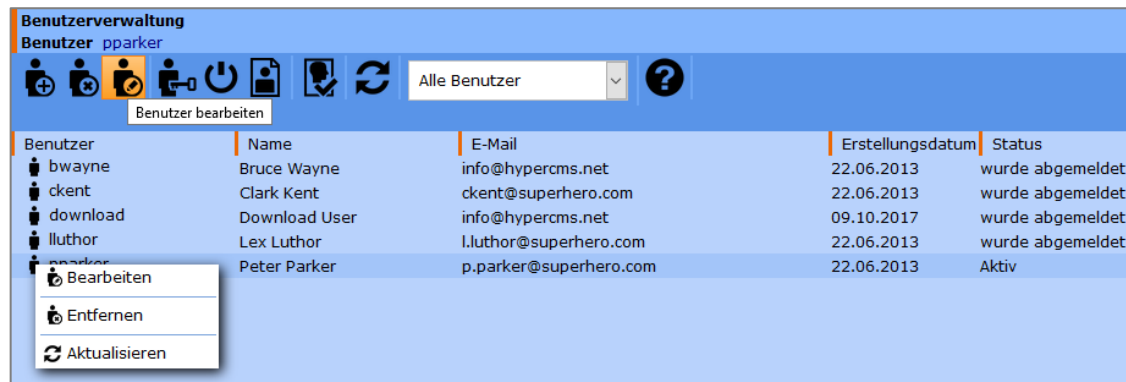 Benutzerverwaltung
Benutzer pparker
Alle Benutzer
Benutzer bearbeiten
Benutzer Name E-Mail Erstellungsdatum Status
bwayne Bruce Wayne info@hypercms.net 22.06.2013 wurde abgemeldet
ckent Clark Kent ckent@superhero.com 22.06.2013 wurde abgemeldet
download Download User info@hypercms.net 09.10.2017 wurde abgemeldet
lluthor Lex Luthor l.luthor@superhero.com 22.06.2013 wurde abgemeldet
pparker Peter Parker p.parker@superhero.com 22.06.2013 Aktiv
Bearbeiten
Entfernen
Aktualisieren